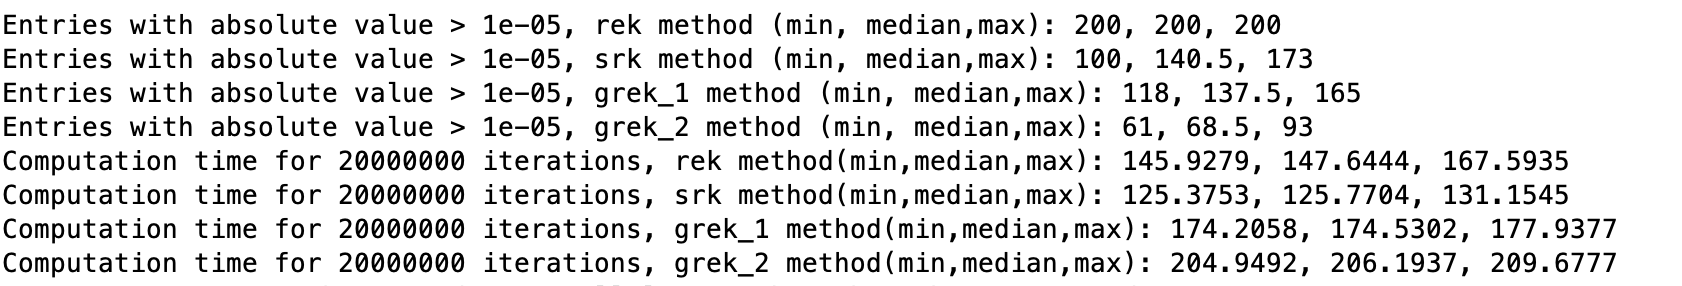 Entries with absolute value > 1e-05, rek method (min, median,max): 200, 200, 200
Entries with absolute value > 1e-05, srk method (min, median,max): 100, 140.5, 173
Entries with absolute value > 1e-05, grek_1 method (min, median,max): 118, 137.5, 165
Entries with absolute value > 1e-05, grek_2 method (min, median,max): 61, 68.5, 93
Computation time for 20000000 iterations, rek method(min,median,max): 145.9279, 147.6444, 167.5935
Computation time for 20000000 iterations, srk method(min,median,max): 125.3753, 125.7704, 131.1545
Computation time for 20000000 iterations, grek_1 method(min,median,max): 174.2058, 174.5302, 177.9377
Computation time for 20000000 iterations, grek_2 method(min,median,max): 204.9492, 206.1937, 209.6777